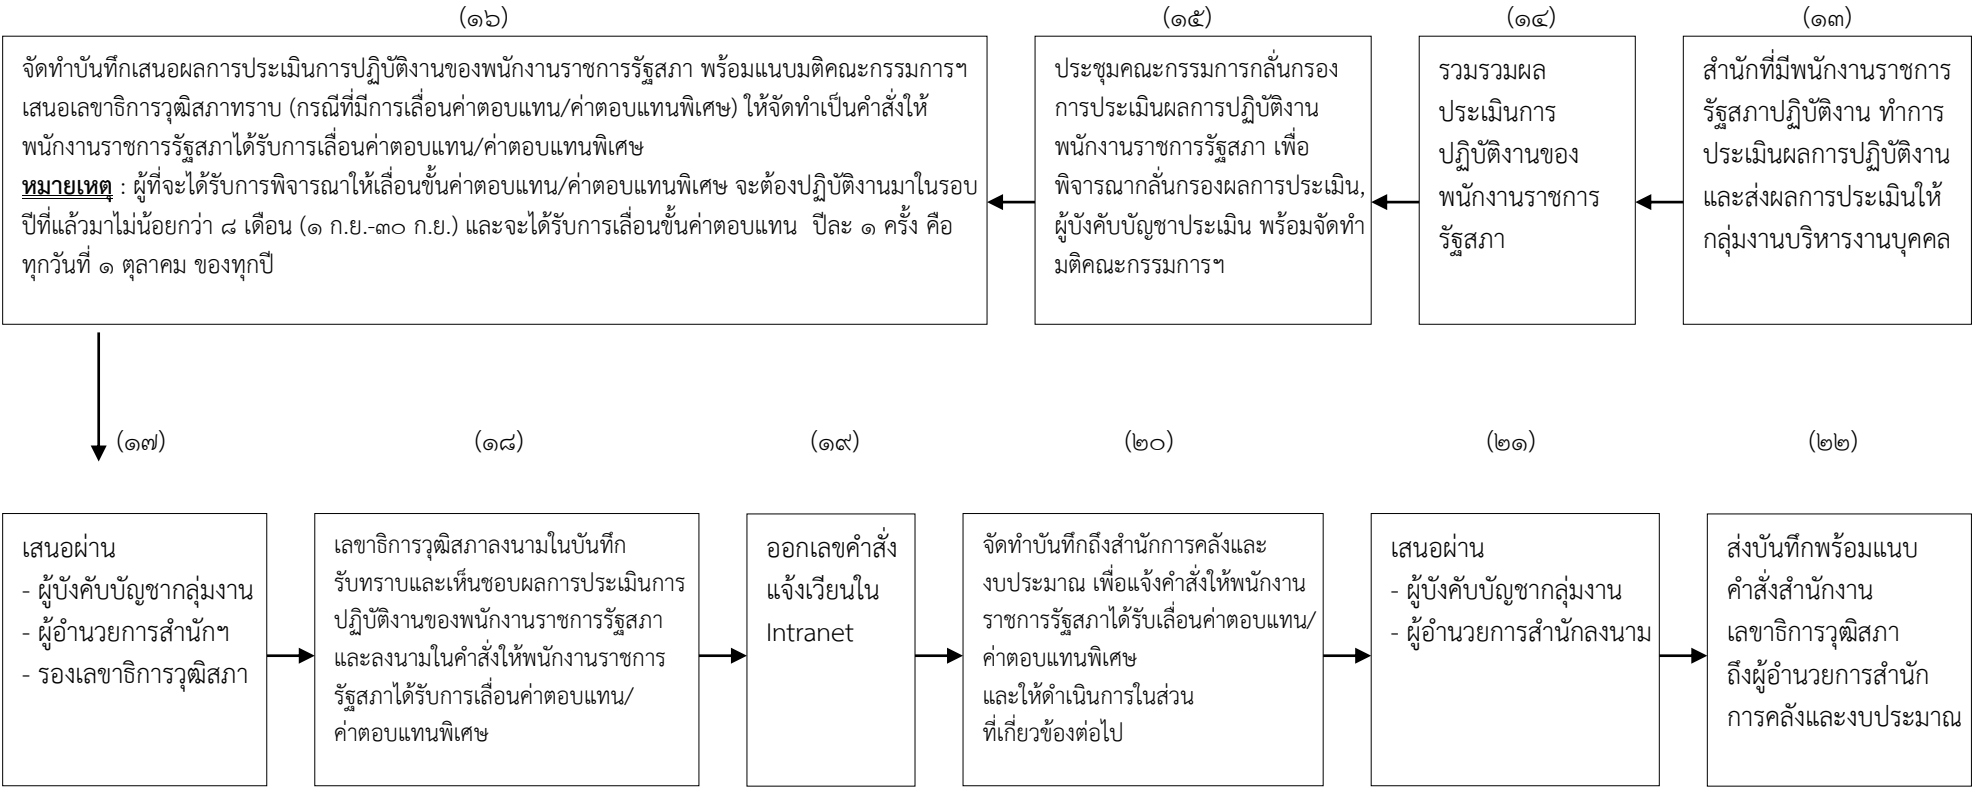 (๑๖)
จัดทำบันทึกเสนอผลการประเมินการปฏิบัติงานของพนักงานราชการรัฐสภา พร้อมแนบมติคณะกรรมการฯ
เสนอเลขาธิการวุฒิสภาทราบ (กรณีที่มีการเลื่อนค่าตอบแทน/ค่าตอบแทนพิเศษ) ให้จัดทำเป็นคำสั่งให้
พนักงานราชการรัฐสภาได้รับการเลื่อนค่าตอบแทน/ค่าตอบแทนพิเศษ
หมายเหตุ : ผู้ที่จะได้รับการพิจารณาให้เลื่อนขั้นค่าตอบแทน/ค่าตอบแทนพิเศษ จะต้องปฏิบัติงานมาในรอบ
ปีที่แล้วมาไม่น้อยกว่า ๘ เดือน (๑ ก.ย.-๓๐ ก.ย.) และจะได้รับการเลื่อนขั้นค่าตอบแทน ปีละ ๑ ครั้ง คือ
ทุกวันที่ ๑ ตุลาคม ของทุกปี
(๑๕)
ประชุมคณะกรรมการกลั่นกรอง
การประเมินผลการปฏิบัติงาน
พนักงานราชการรัฐสภา เพื่อ
พิจารณากลั่นกรองผลการประเมิน,
ผู้บังคับบัญชาประเมิน พร้อมจัดทำ
มติคณะกรรมการฯ
(๑๔)
รวมรวมผล
ประเมินการ
ปฏิบัติงานของ
พนักงานราชการ
รัฐสภา
(๑๓)
สำนักที่มีพนักงานราชการ
รัฐสภาปฏิบัติงาน ทำการ
ประเมินผลการปฏิบัติงาน
และส่งผลการประเมินให้
กลุ่มงานบริหารงานบุคคล
(๑๗)
เสนอผ่าน
- ผู้บังคับบัญชากลุ่มงาน
- ผู้อำนวยการสำนักฯ
- รองเลขาธิการวุฒิสภา
(๑๘)
เลขาธิการวุฒิสภาลงนามในบันทึก
รับทราบและเห็นชอบผลการประเมินการ
ปฏิบัติงานของพนักงานราชการรัฐสภา
และลงนามในคำสั่งให้พนักงานราชการ
รัฐสภาได้รับการเลื่อนค่าตอบแทน/
ค่าตอบแทนพิเศษ
(๑๙)
ออกเลขคำสั่ง
แจ้งเวียนใน
Intranet
(๒๐)
จัดทำบันทึกถึงสำนักการคลังและ
งบประมาณ เพื่อแจ้งคำสั่งให้พนักงาน
ราชการรัฐสภาได้รับเลื่อนค่าตอบแทน/
ค่าตอบแทนพิเศษ
และให้ดำเนินการในส่วน
ที่เกี่ยวข้องต่อไป
(๒๑)
เสนอผ่าน
- ผู้บังคับบัญชากลุ่มงาน
- ผู้อำนวยการสำนักลงนาม
(๒๒)
ส่งบันทึกพร้อมแนบ
คำสั่งสำนักงาน
เลขาธิการวุฒิสภา
ถึงผู้อำนวยการสำนัก
การคลังและงบประมาณ